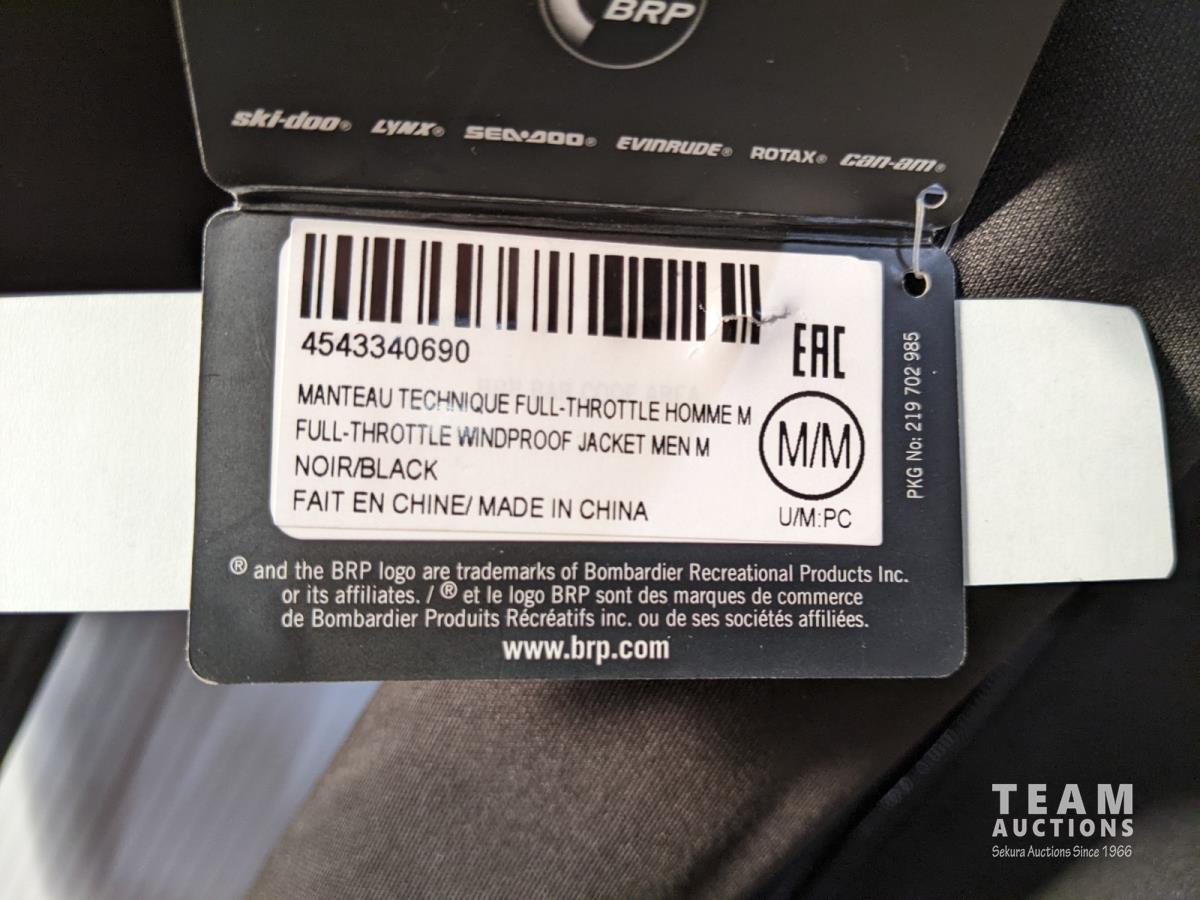 BRP
ski-doo® LYNX® SEA-DOO® EVINRUDE® ROTAX® can-am®
4543340690
EAC
MANTEAU TECHNIQUE FULL-THROTTLE HOMME M
FULL-THROTTLE WINDPROOF JACKET MEN M
NOIR/BLACK
FAIT EN CHINE/ MADE IN CHINA
M/M
U/M:PC
PKG No: 219 702 985
® and the BRP logo are trademarks of Bombardier Recreational Products Inc.
or its affiliates. / ® et le logo BRP sont des marques de commerce
de Bombardier Produits Récréatifs inc. ou de ses sociétés affiliées.
www.brp.com
TEAM
AUCTIONS
Sekura Auctions Since 1966